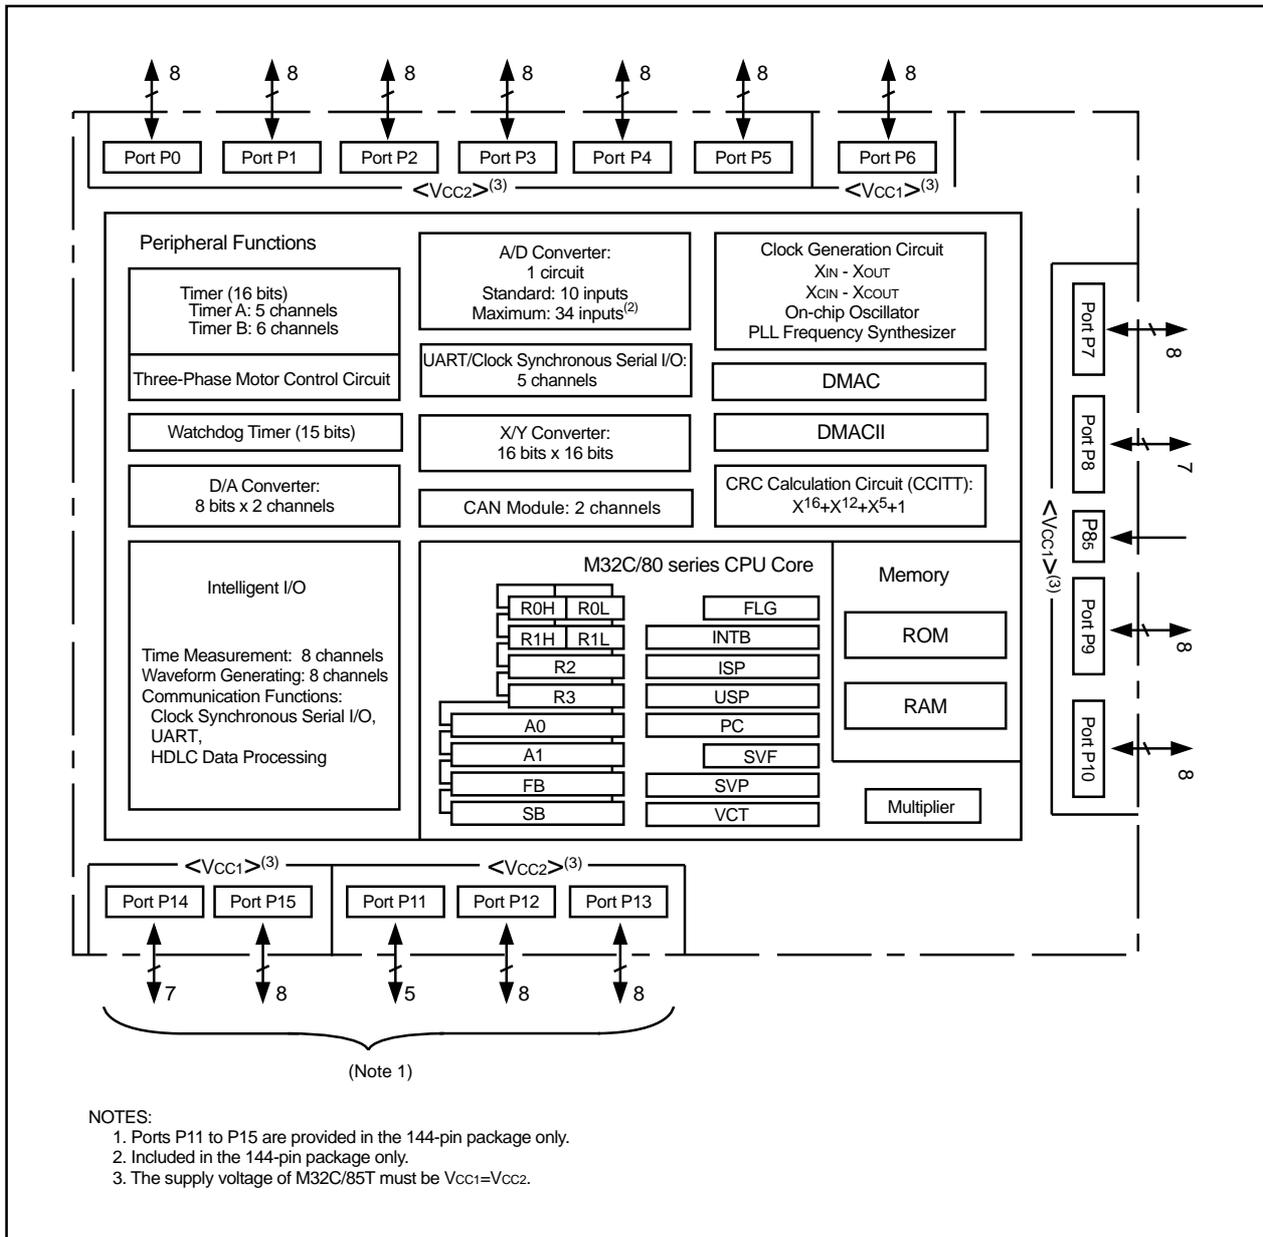 8 8 8 8 8 8 8
Port P0 Port P1 Port P2 Port P3 Port P4 Port P5 Port P6
<VCC2>(3) <VCC1>(3)
Peripheral Functions
Timer (16 bits)
Timer A: 5 channels
Timer B: 6 channels
Three-Phase Motor Control Circuit
Watchdog Timer (15 bits)
D/A Converter:
8 bits x 2 channels
Intelligent I/O
Time Measurement: 8 channels
Waveform Generating: 8 channels
Communication Functions:
Clock Synchronous Serial I/O,
UART,
HDLC Data Processing
A/D Converter:
1 circuit
Standard: 10 inputs
Maximum: 34 inputs(2)
UART/Clock Synchronous Serial I/O:
5 channels
X/Y Converter:
16 bits x 16 bits
CAN Module: 2 channels
Clock Generation Circuit
XIN - XOUT
XCIN - XCOUT
On-chip Oscillator
PLL Frequency Synthesizer
DMAC
DMACII
CRC Calculation Circuit (CCITT):
X16+X12+X5+1
M32C/80 series CPU Core
R0H R0L
R1H R1L
R2
R3
A0
A1
FB
SB
FLG
INTB
ISP
USP
PC
SVF
SVP
VCT
Memory
ROM
RAM
Multiplier
Port P7
8
Port P8
7
P85
Port P9
8
Port P10
8
<VCC1>(3)
<VCC1>(3) <VCC2>(3)
Port P14 Port P15 Port P11 Port P12 Port P13
7 8 5 8 8
(Note 1)
NOTES:
1. Ports P11 to P15 are provided in the 144-pin package only.
2. Included in the 144-pin package only.
3. The supply voltage of M32C/85T must be VCC1=VCC2.